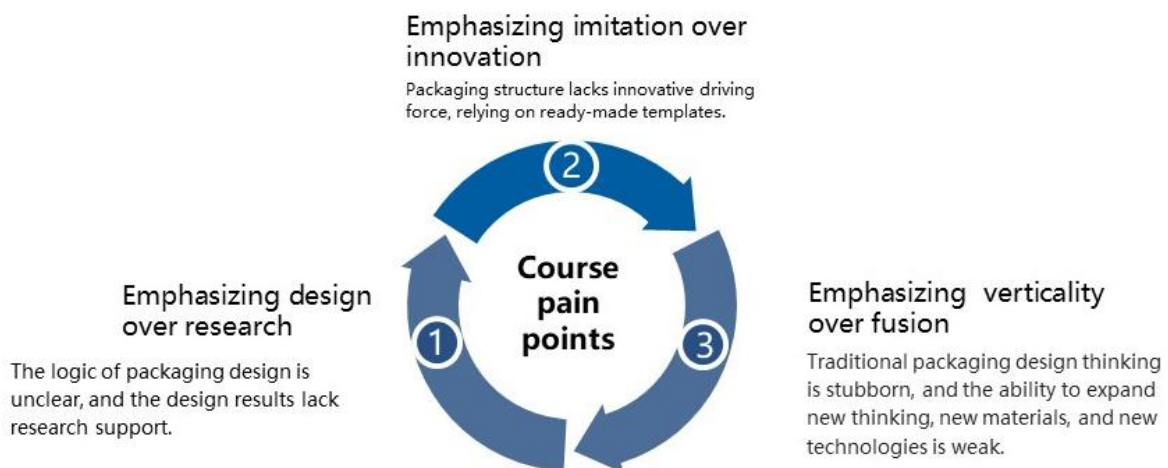 Emphasizing imitation over
innovation
Packaging structure lacks innovative driving
force, relying on ready-made templates.
2
Course
pain
points
Emphasizing design
over research
1
The logic of packaging design is
unclear, and the design results lack
research support.
3
Emphasizing verticality
over fusion
Traditional packaging design thinking
is stubborn, and the ability to expand
new thinking, new materials, and new
technologies is weak.